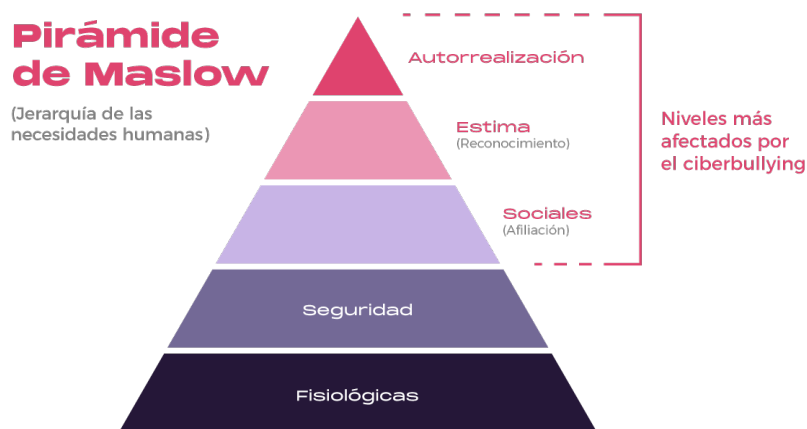 Pirámide
de Maslow
(Jerarquía de las
necesidades humanas)
Autorrealización
Estima
(Reconocimiento)
Sociales
(Afiliación)
Seguridad
Fisiológicas
Niveles más
afectados por
el ciberbullying